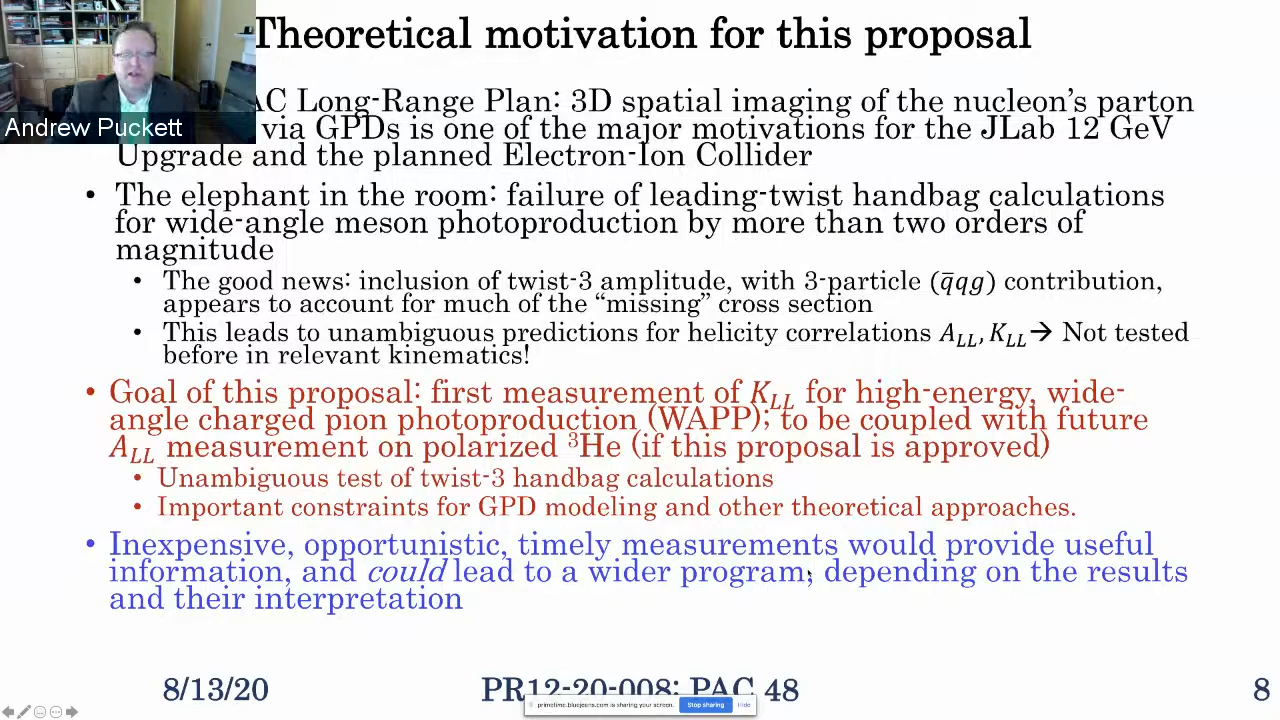 Theoretical motivation for this proposal
AC Long-Range Plan: 3D spatial imaging of the nucleon's parton
Andrew Puckett
via GPDs is one of the major motivations for the JLab 12 GeV
Upgrade and the planned Electron-Ion Collider
• The elephant in the room: failure of leading-twist handbag calculations
for wide-angle meson photoproduction by more than two orders of
magnitude
• The good news: inclusion of twist-3 amplitude, with 3-particle (q̄qg) contribution,
appears to account for much of the “missing” cross section
• This leads to unambiguous predictions for helicity correlations A_LL, K_LL → Not tested
before in relevant kinematics!
• Goal of this proposal: first measurement of K_LL for high-energy, wide-
angle charged pion photoproduction (WAPP); to be coupled with future
A_LL measurement on polarized ³He (if this proposal is approved)
• Unambiguous test of twist-3 handbag calculations
• Important constraints for GPD modeling and other theoretical approaches.
• Inexpensive, opportunistic, timely measurements would provide useful
information, and could lead to a wider program, depending on the results
and their interpretation
8/13/20
PR12-20-008: PAC 48
8
primetime.bluejeans.com is sharing your screen.
Stop sharing
Hide